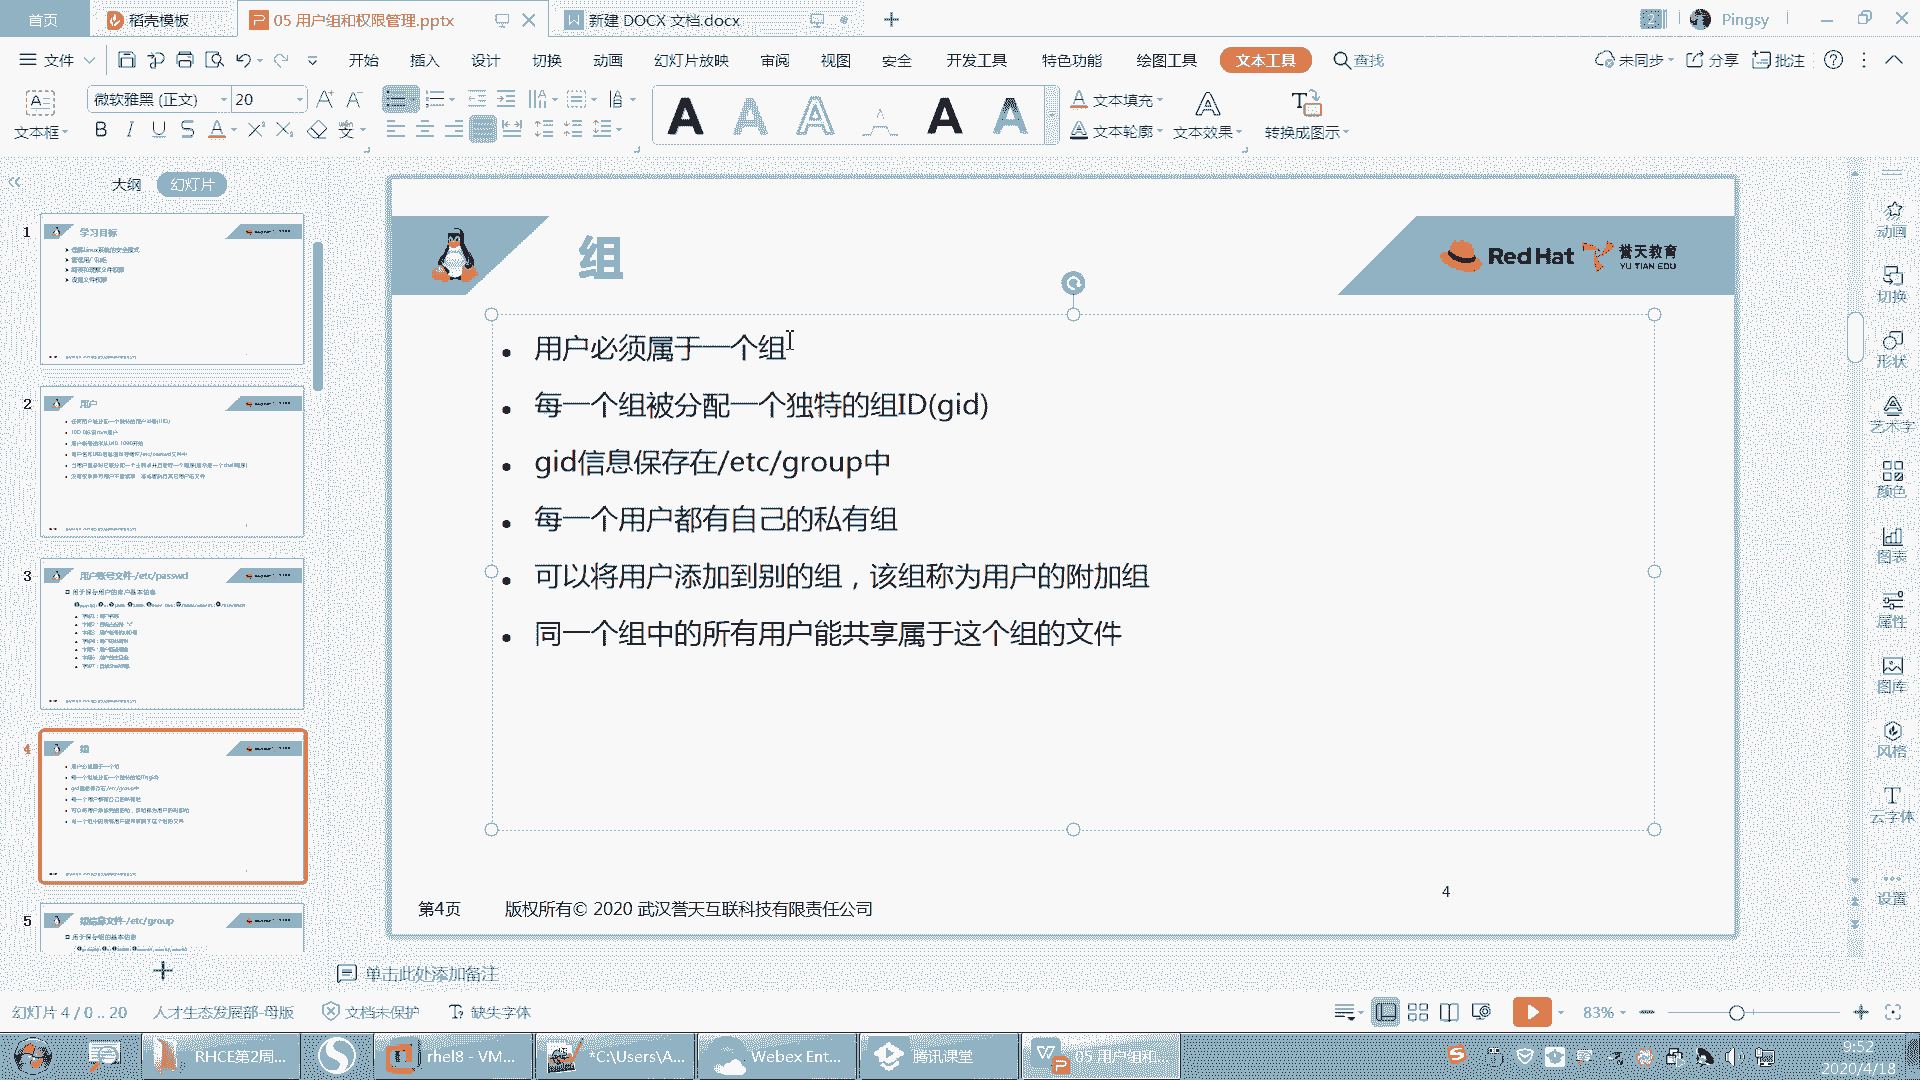 首页
稻壳模板
05 用户组和权限管理.pptx
新建 DOCX 文档.docx
Pingsy
文件
开始
插入
设计
切换
动画
幻灯片放映
审阅
视图
安全
开发工具
特色功能
绘图工具
文本工具
查找
未同步
分享
批注
文本框
微软雅黑 (正文)
20
文本填充
文本轮廓
文本效果
转换成图示
大纲
幻灯片
1
学习目标
2
用户
3
用户账号文件-/etc/passwd
4
组
5
组信息文件-/etc/group
用于保存组的基本信息
组
Red Hat
誉天教育
YU TIAN EDU
用户必须属于一个组
每一个组被分配一个独特的组ID(gid)
gid信息保存在/etc/group中
每一个用户都有自己的私有组
可以将用户添加到别的组，该组称为用户的附加组
同一个组中的所有用户能共享属于这个组的文件
第4页
版权所有© 2020 武汉誉天互联科技有限责任公司
4
单击此处添加备注
动画
切换
形状
艺术字
颜色
图表
属性
图库
风格
云字体
设置
幻灯片 4 / 0 .. 20
人才生态发展部-母版
文档未保护
缺失字体
83%
RHCE第2周...
rhel8 - VM...
*C:\Users\A...
Webex Ent...
腾讯课堂
05 用户组和...
9:52
2020/4/18